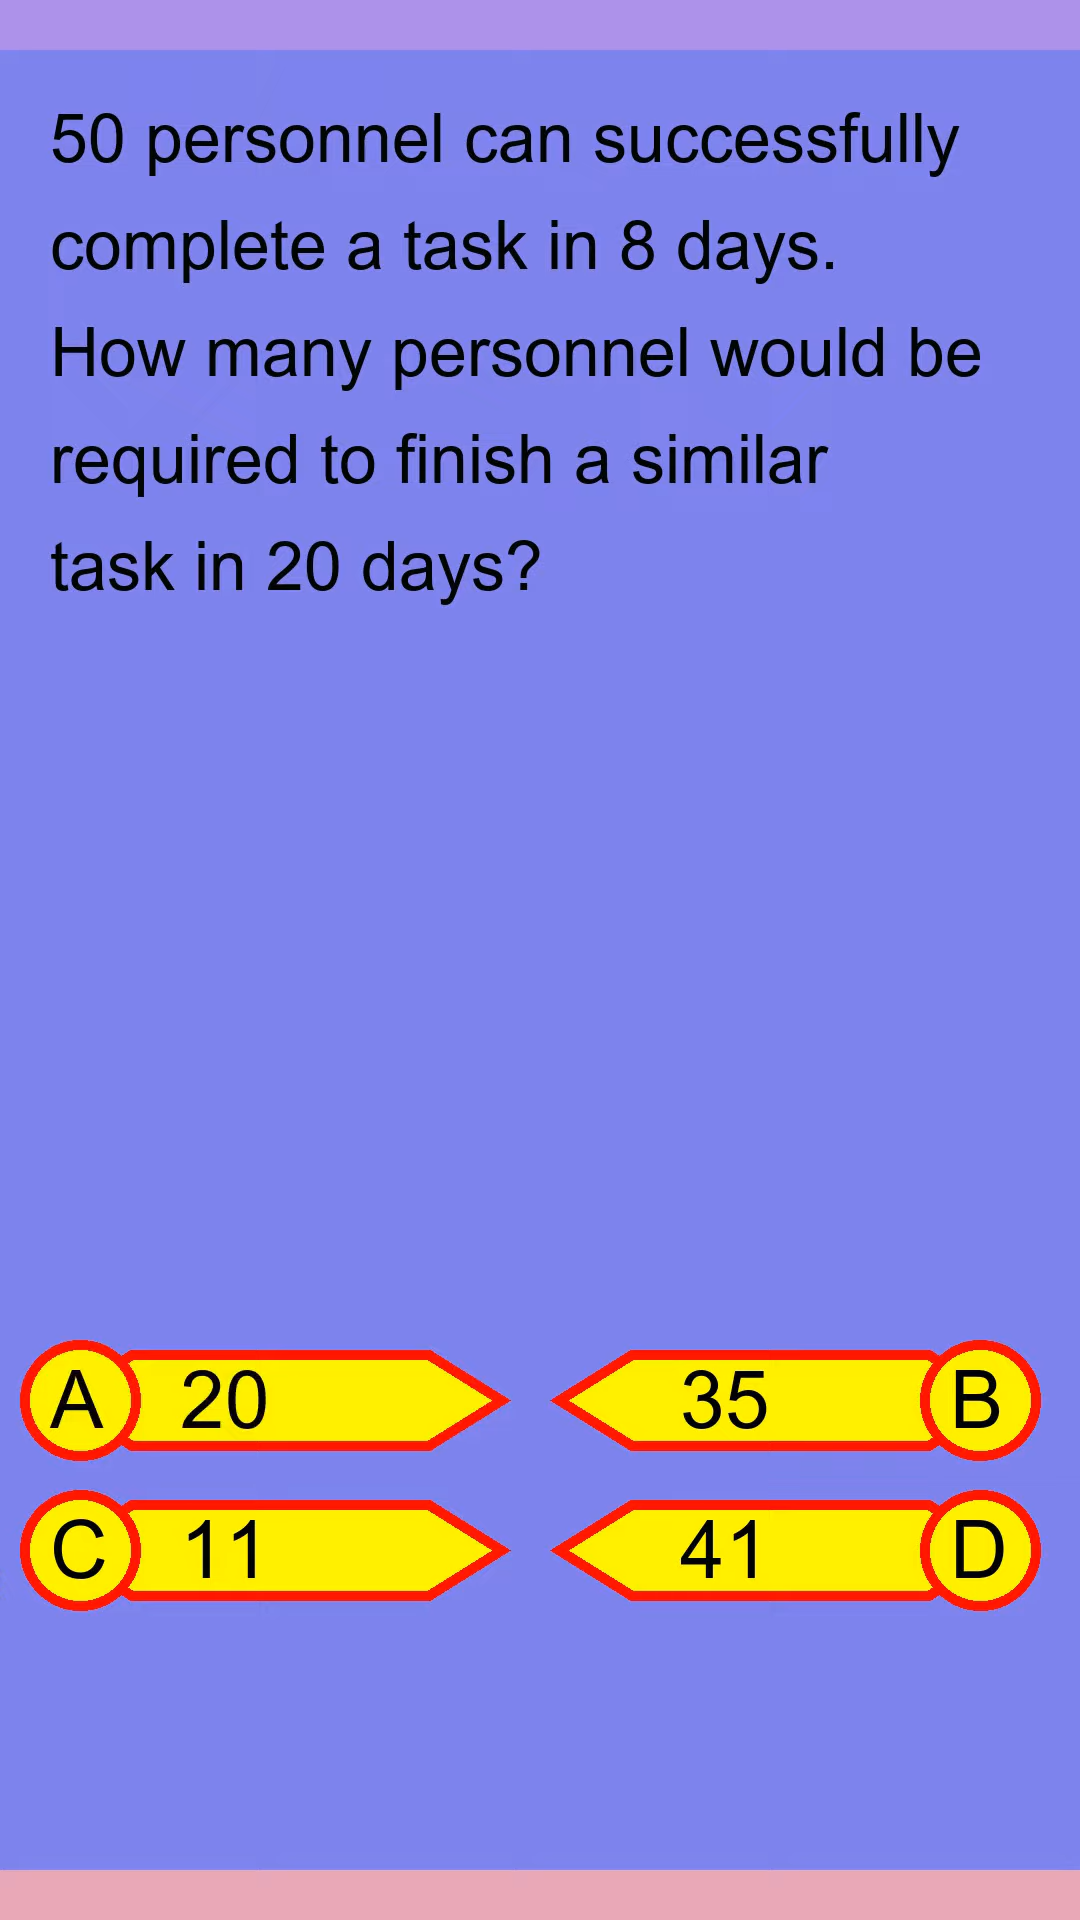 50 personnel can successfully
complete a task in 8 days.
How many personnel would be
required to finish a similar
task in 20 days?
A 20 35 B
C 11 41 D